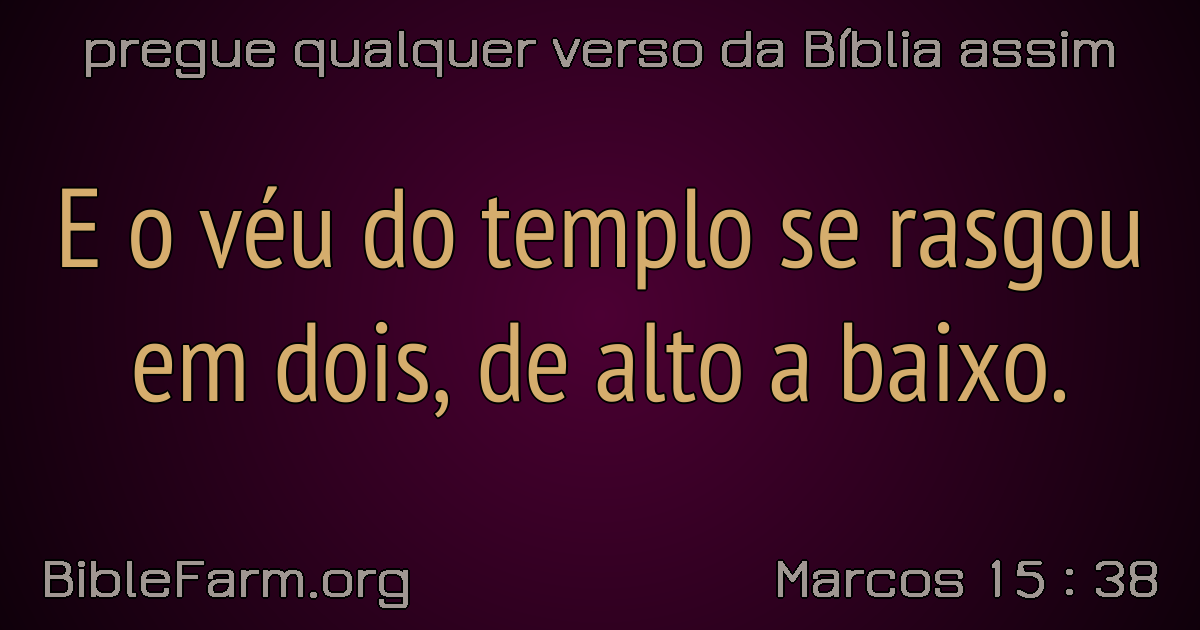 pregue qualquer verso da Bíblia assim
E o véu do templo se rasgou
em dois, de alto a baixo.
BibleFarm.org
Marcos 15 : 38